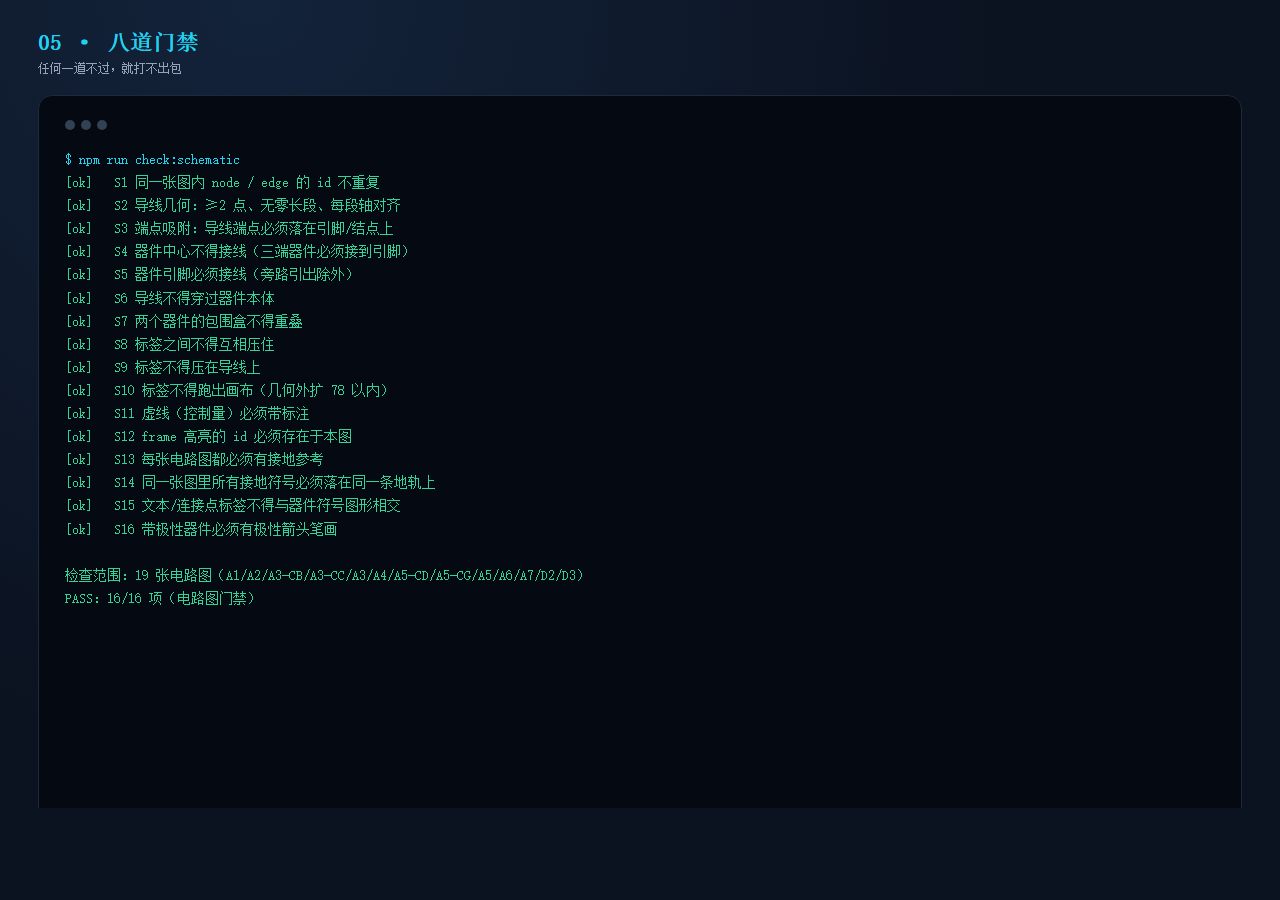 05 • 八道门禁
任何一道不过，就打不出包
$ npm run check:schematic
[ok] S1 同一张图内 node / edge 的 id 不重复
[ok] S2 导线几何：≥2 点、无零长段、每段轴对齐
[ok] S3 端点吸附：导线端点必须落在引脚/结点上
[ok] S4 器件中心不得接线（三端器件必须接到引脚）
[ok] S5 器件引脚必须接线（旁路引出除外）
[ok] S6 导线不得穿过器件本体
[ok] S7 两个器件的包围盒不得重叠
[ok] S8 标签之间不得互相压住
[ok] S9 标签不得压在导线上
[ok] S10 标签不得跑出画布（几何外扩 78 以内）
[ok] S11 虚线（控制量）必须带标注
[ok] S12 frame 高亮的 id 必须存在于本图
[ok] S13 每张电路图都必须有接地参考
[ok] S14 同一张图里所有接地符号必须落在同一条地轨上
[ok] S15 文本/连接点标签不得与器件符号图形相交
[ok] S16 带极性器件必须有极性箭头笔画
检查范围：19 张电路图（A1/A2/A3-CB/A3-CC/A3/A4/A5-CD/A5-CG/A5/A6/A7/D2/D3）
PASS：16/16 项（电路图门禁）